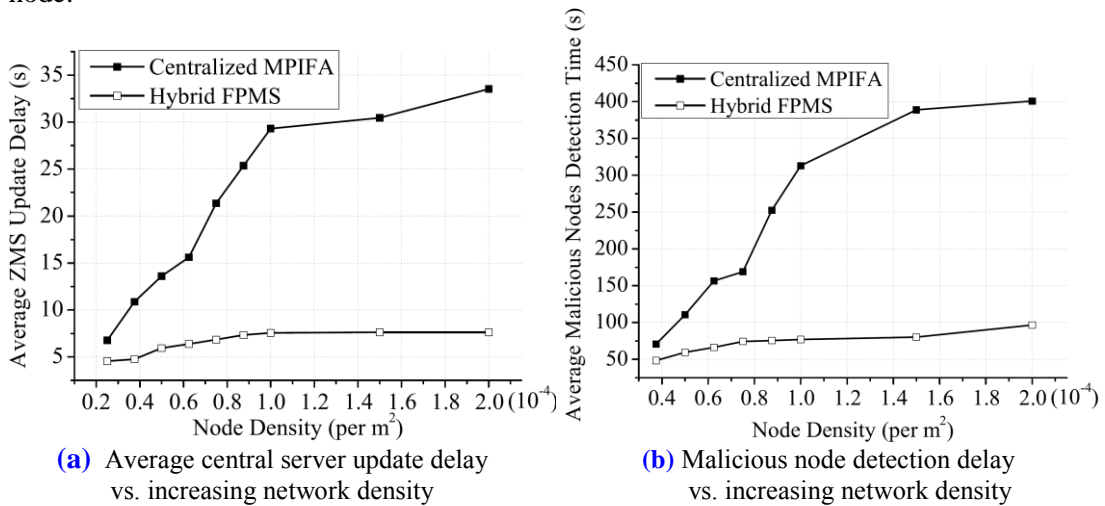 node.
Average ZMS Update Delay (s)
35
30
25
20
15
10
5
Centralized MPIFA
Hybrid FPMS
0.2 0.4 0.6 0.8 1.0 1.2 1.4 1.6 1.8 2.0 (10⁻⁴)
Node Density (per m²)
(a) Average central server update delay
vs. increasing network density
Average Malicious Nodes Detection Time (s)
450
400
350
300
250
200
150
100
50
Centralized MPIFA
Hybrid FPMS
0.4 0.6 0.8 1.0 1.2 1.4 1.6 1.8 2.0 (10⁻⁴)
Node Density (per m²)
(b) Malicious node detection delay
vs. increasing network density